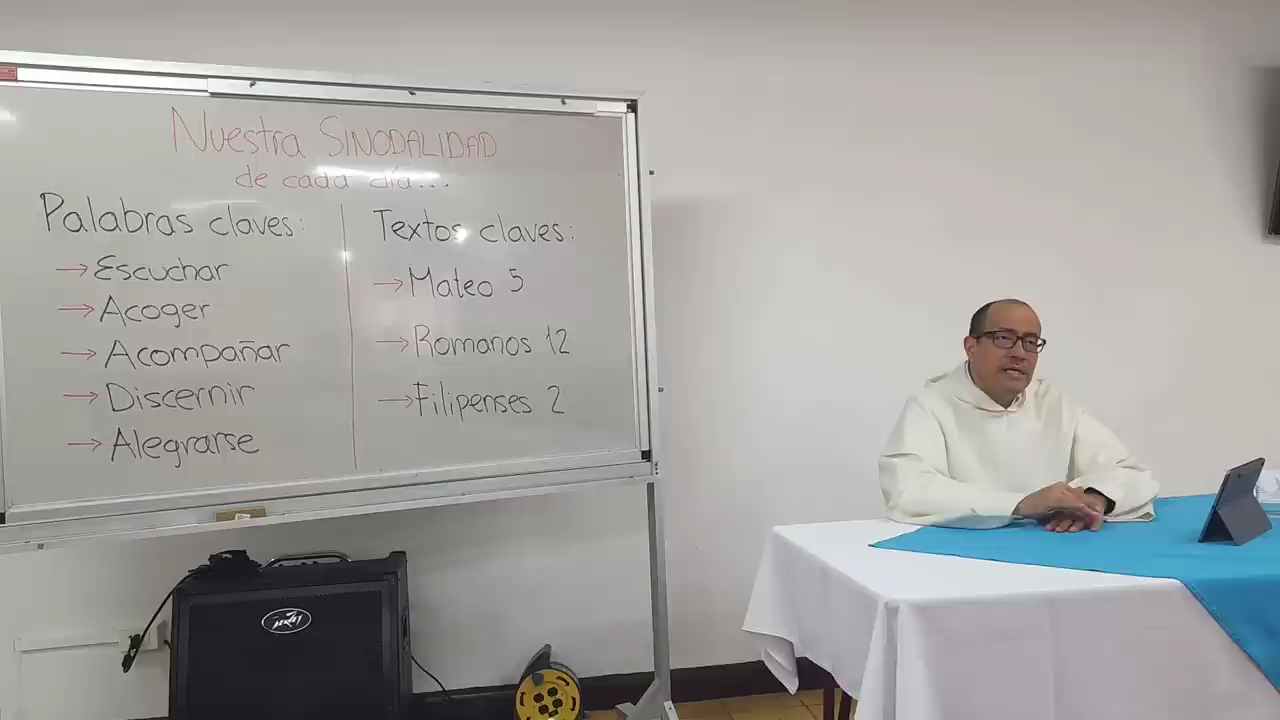 Nuestra SINODALIDAD
de cada día...
Palabras claves:
→ Escuchar
→ Acoger
→ Acompañar
→ Discernir
→ Alegrarse
Textos claves:
→ Mateo 5
→ Romanos 12
→ Filipenses 2
PEAVEY